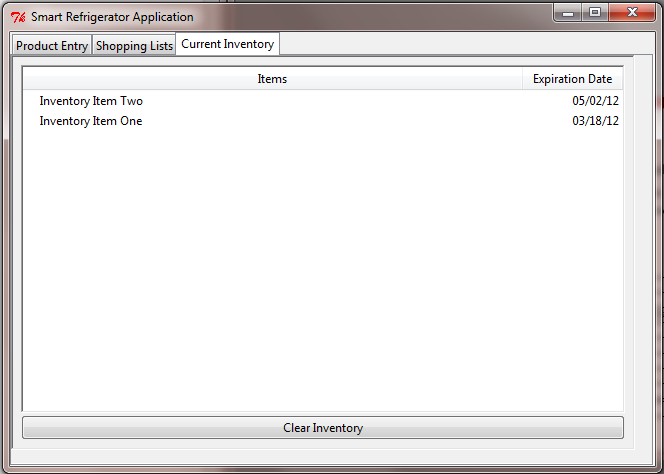 Smart Refrigerator Application
Product Entry Shopping Lists Current Inventory
Items Expiration Date
Inventory Item Two 05/02/12
Inventory Item One 03/18/12
Clear Inventory